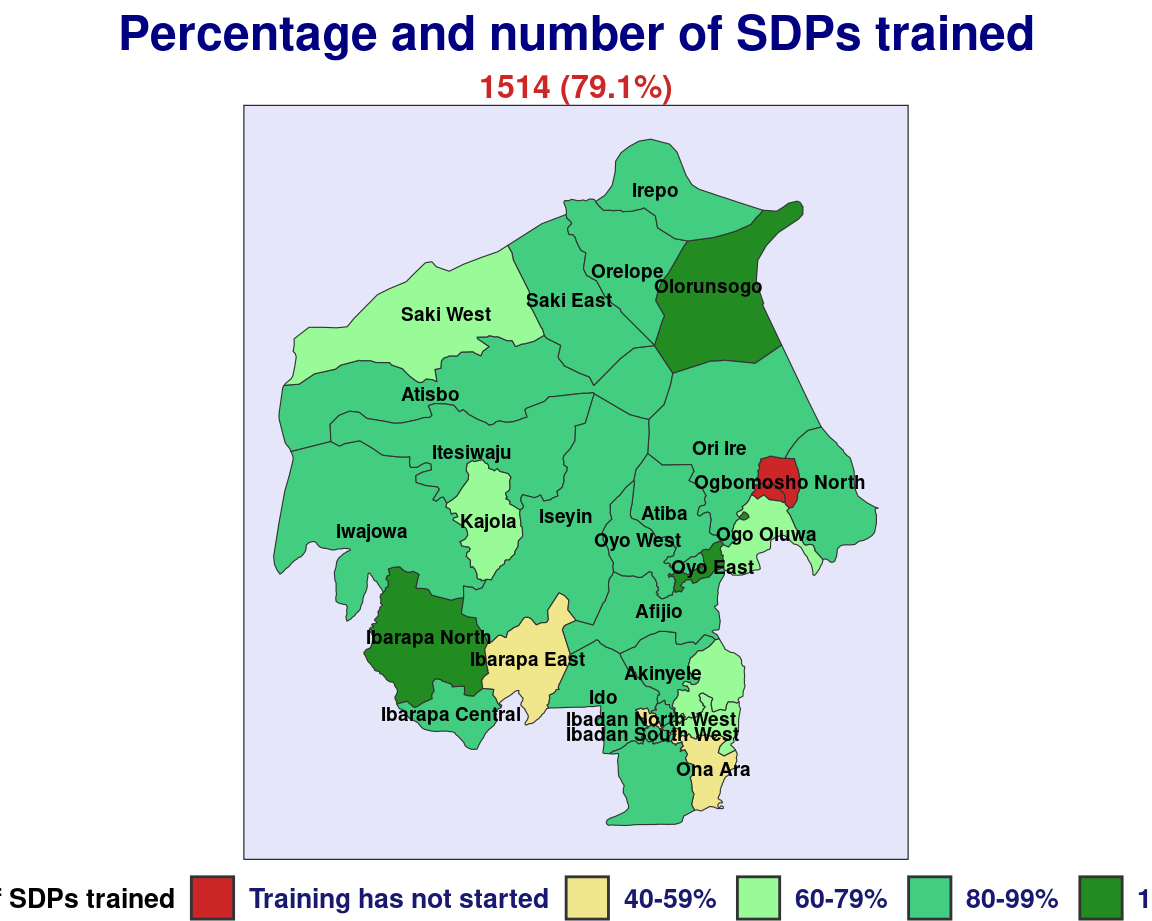 Percentage and number of SDPs trained
1514 (79.1%)
Irepo
Orelope
Olorunsogo
Saki East
Saki West
Atisbo
Ori Ire
Itesiwaju
Ogbomosho North
Kajola
Iseyin
Atiba
Iwajowa
Ogo Oluwa
Oyo West
Oyo East
Afijio
Ibarapa North
Ibarapa East
Akinyele
Ido
Ibarapa Central
Ibadan North West
Ibadan South West
Ona Ara
SDPs trained
Training has not started
40-59%
60-79%
80-99%
1